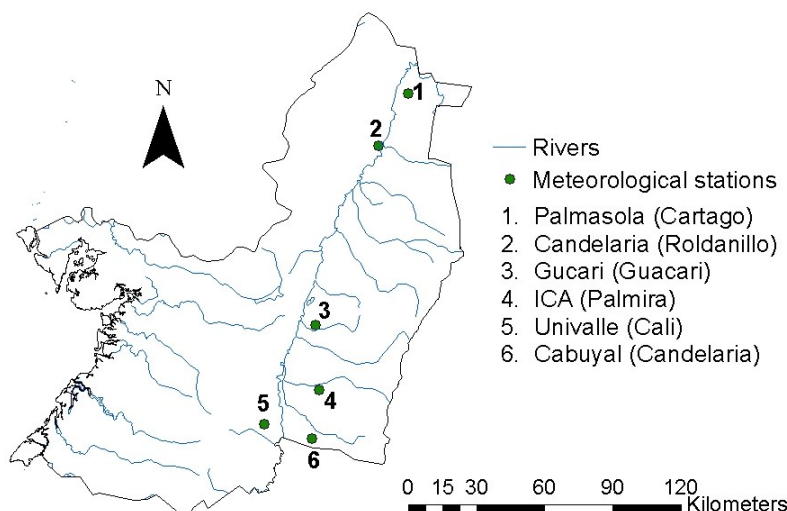 N
1
2
3
4
5
6
Rivers
Meteorological stations
1. Palmasola (Cartago)
2. Candelaria (Roldanillo)
3. Gucari (Guacari)
4. ICA (Palmira)
5. Univalle (Cali)
6. Cabuyal (Candelaria)
0 15 30 60 90 120
Kilometers